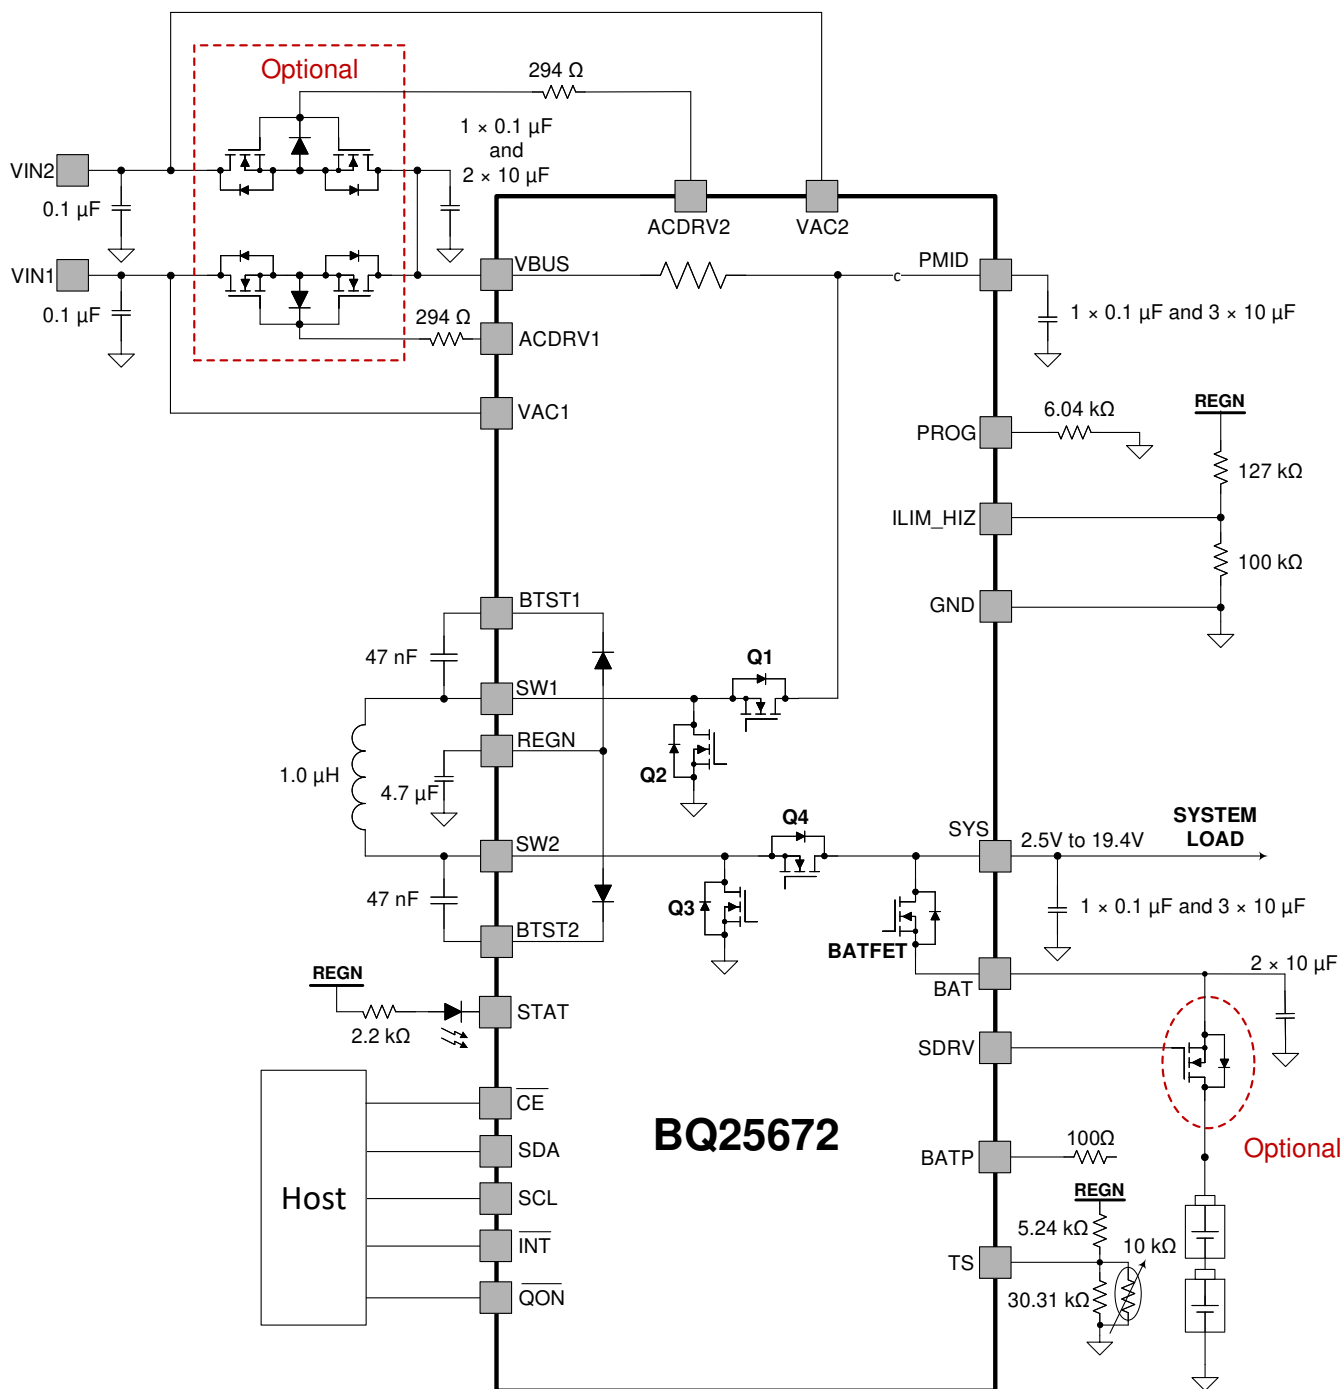 Optional
294 Ω
1 × 0.1 µF
and
2 × 10 µF
VIN2
0.1 µF
ACDRV2
VAC2
VIN1
0.1 µF
VBUS
PMID
c
294 Ω
ACDRV1
1 × 0.1 µF and 3 × 10 µF
VAC1
PROG
6.04 kΩ
REGN
127 kΩ
ILIM_HIZ
100 kΩ
GND
BTST1
47 nF
Q1
SW1
REGN
Q2
1.0 µH
4.7 µF
SW2
Q4
SYS
2.5V to 19.4V
SYSTEM
LOAD
47 nF
Q3
1 × 0.1 µF and 3 × 10 µF
BTST2
BATFET
BAT
2 × 10 µF
REGN
2.2 kΩ
STAT
SDRV
Optional
Host
CE
SDA
SCL
INT
QON
BQ25672
BATP
100Ω
REGN
5.24 kΩ
TS
10 kΩ
30.31 kΩ